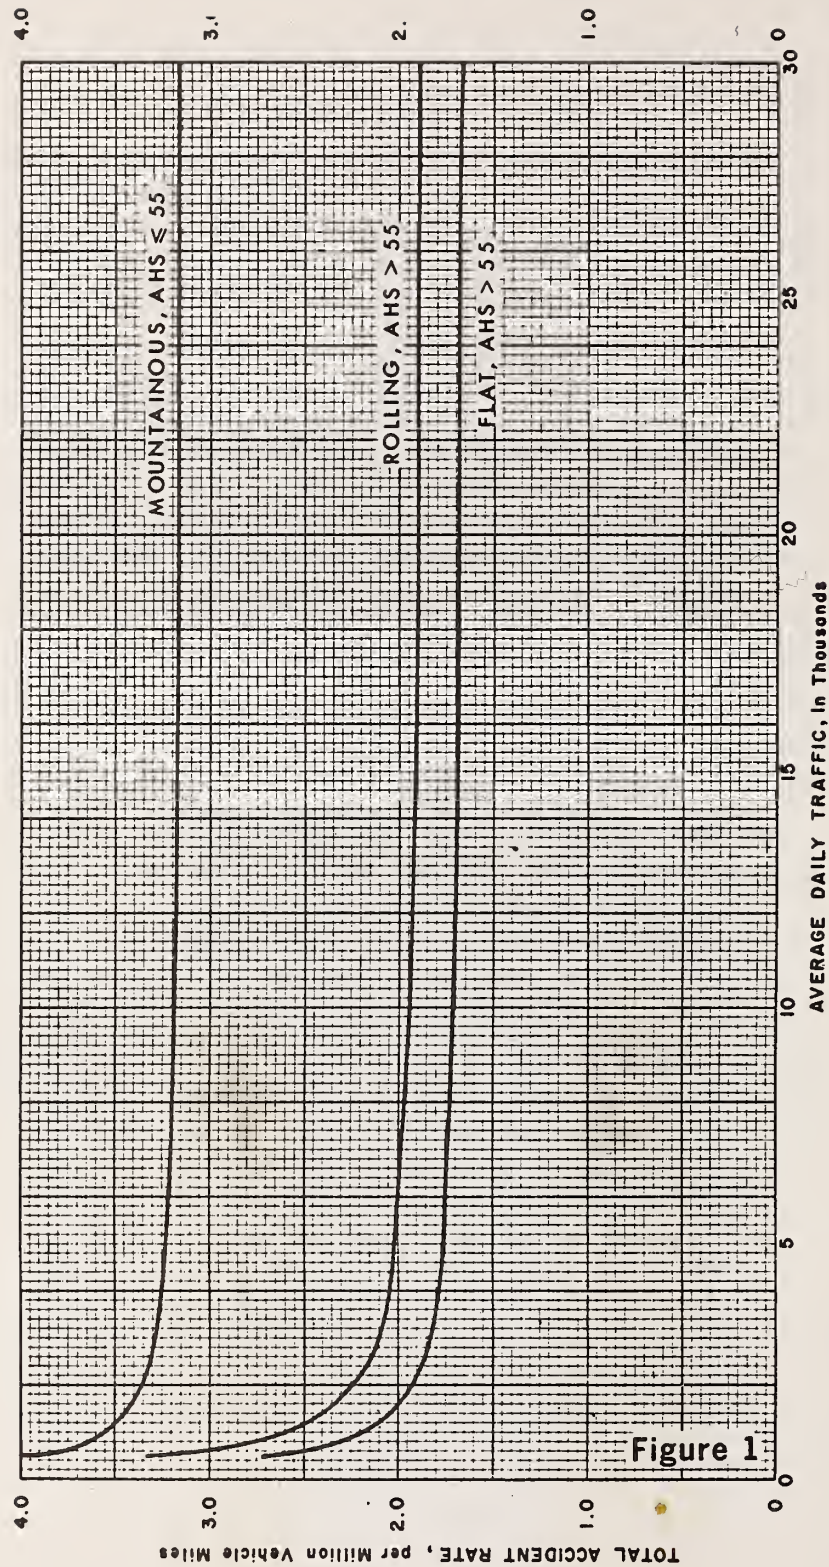 4.0
3.
2.
1.0
0
MOUNTAINOUS, AHS ≤ 55
ROLLING, AHS > 55
FLAT, AHS > 55
Figure 1
4.0
3.0
2.0
1.0
0
TOTAL ACCIDENT RATE, per Million Vehicle Miles
0
5
10
15
20
25
30
AVERAGE DAILY TRAFFIC, In Thousands